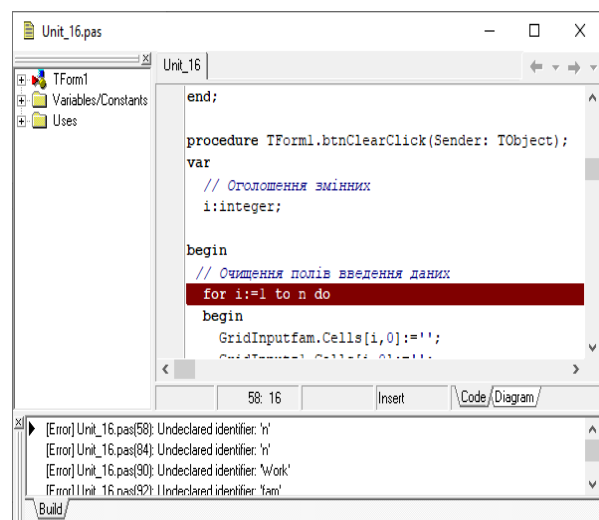 Unit_16.pas
TForm1
Variables/Constants
Uses
Unit_16
end;
procedure TForm1.btnClearClick(Sender: TObject);
var
// Оголошення змінних
i:integer;
begin
// Очищення полів введення даних
for i:=1 to n do
begin
GridInputfam.Cells[i,0]:='';
58: 16
Insert
Code
Diagram
[Error] Unit_16.pas(58): Undeclared identifier: 'n'
[Error] Unit_16.pas(84): Undeclared identifier: 'n'
[Error] Unit_16.pas(90): Undeclared identifier: 'Work'
[Error] Unit_16.pas(92): Undeclared identifier: 'fam'
Build